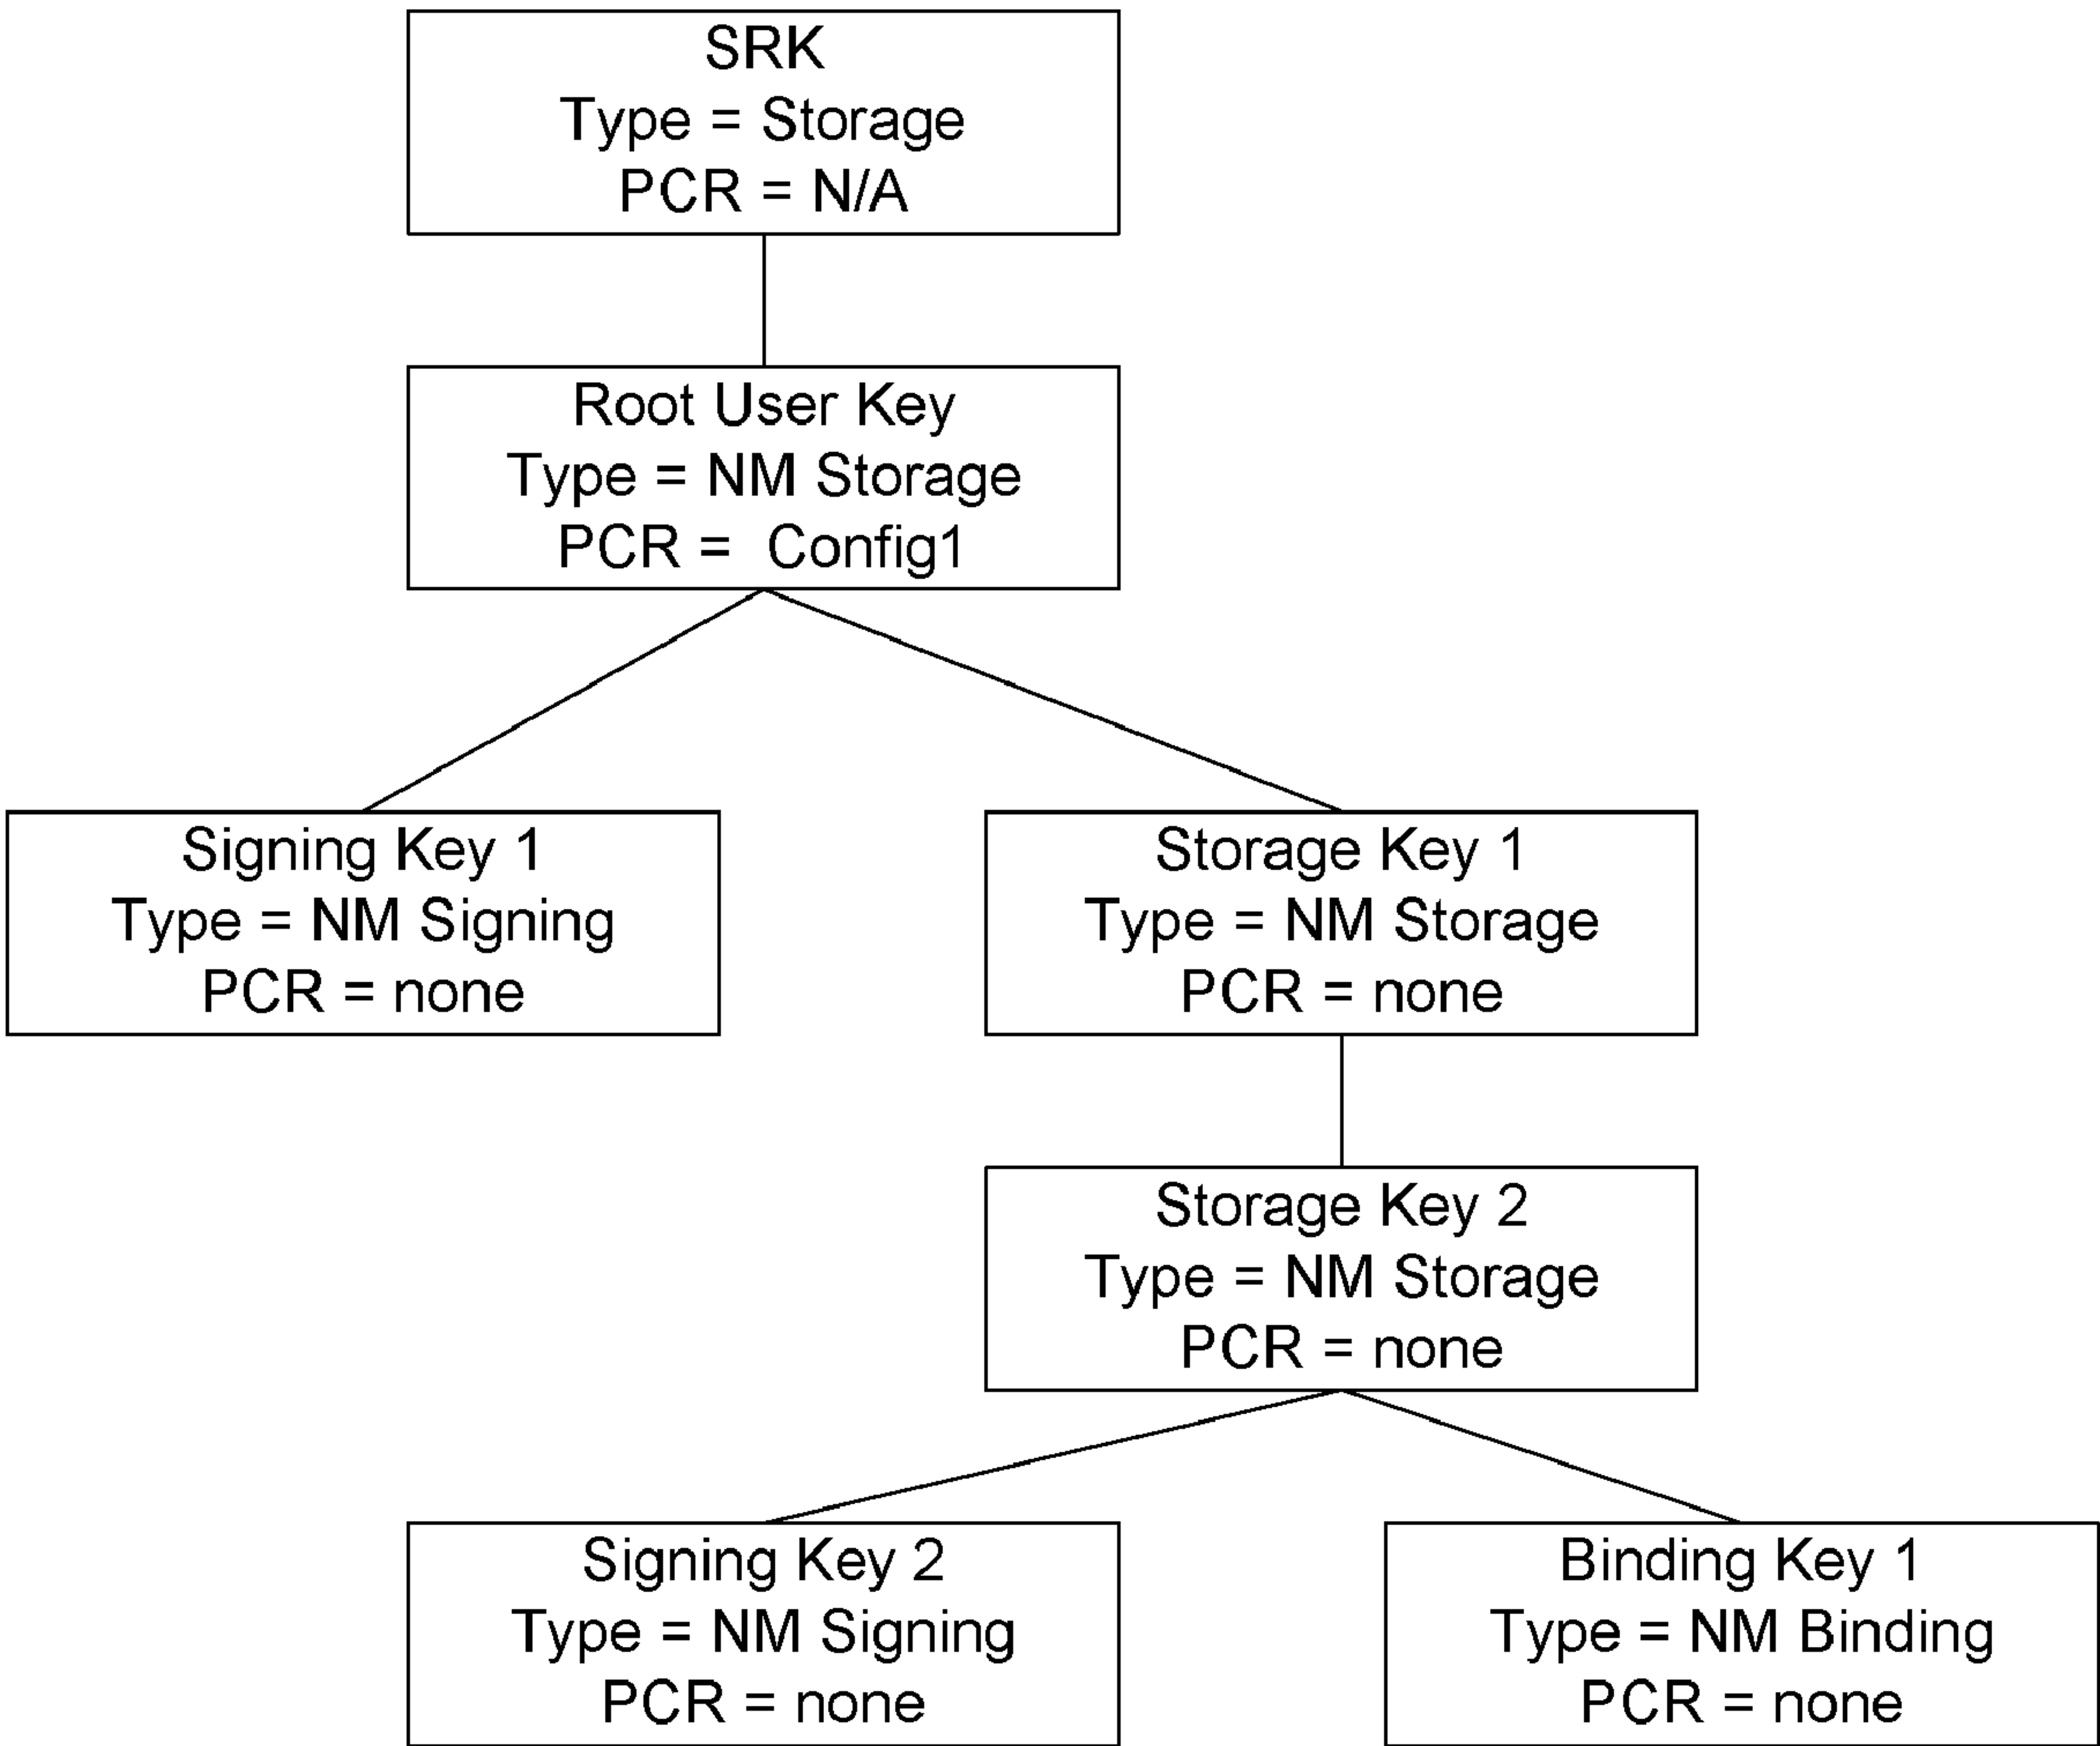 SRK
Type = Storage
PCR = N/A
Root User Key
Type = NM Storage
PCR = Config1
Signing Key 1
Type = NM Signing
PCR = none
Storage Key 1
Type = NM Storage
PCR = none
Storage Key 2
Type = NM Storage
PCR = none
Signing Key 2
Type = NM Signing
PCR = none
Binding Key 1
Type = NM Binding
PCR = none